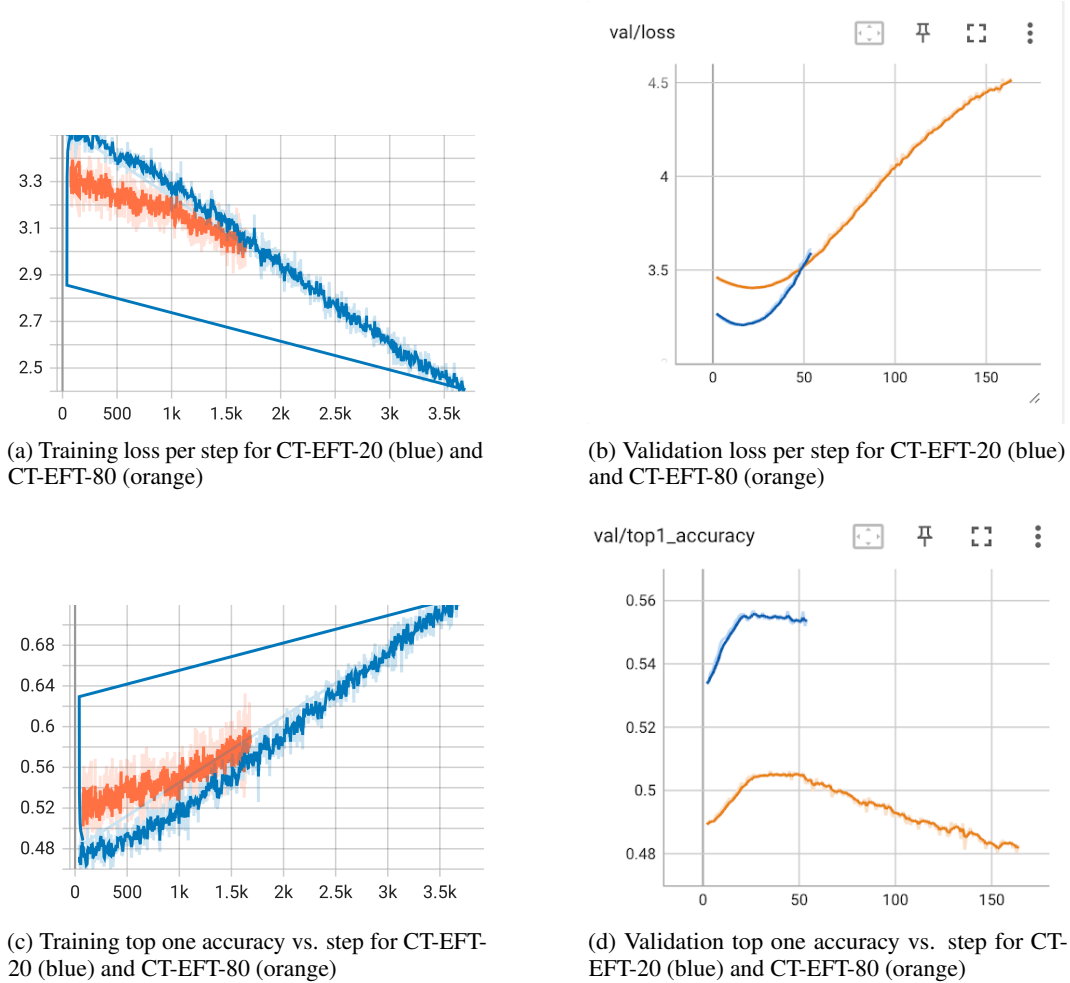 val/loss
3.3
3.1
2.9
2.7
2.5
0 500 1k 1.5k 2k 2.5k 3k 3.5k
4.5
4
3.5
0 50 100 150
(a) Training loss per step for CT-EFT-20 (blue) and
CT-EFT-80 (orange)
(b) Validation loss per step for CT-EFT-20 (blue)
and CT-EFT-80 (orange)
val/top1_accuracy
0.68
0.64
0.6
0.56
0.52
0.48
0 500 1k 1.5k 2k 2.5k 3k 3.5k
0.56
0.54
0.52
0.5
0.48
0 50 100 150
(c) Training top one accuracy vs. step for CT-EFT-
20 (blue) and CT-EFT-80 (orange)
(d) Validation top one accuracy vs. step for CT-
EFT-20 (blue) and CT-EFT-80 (orange)